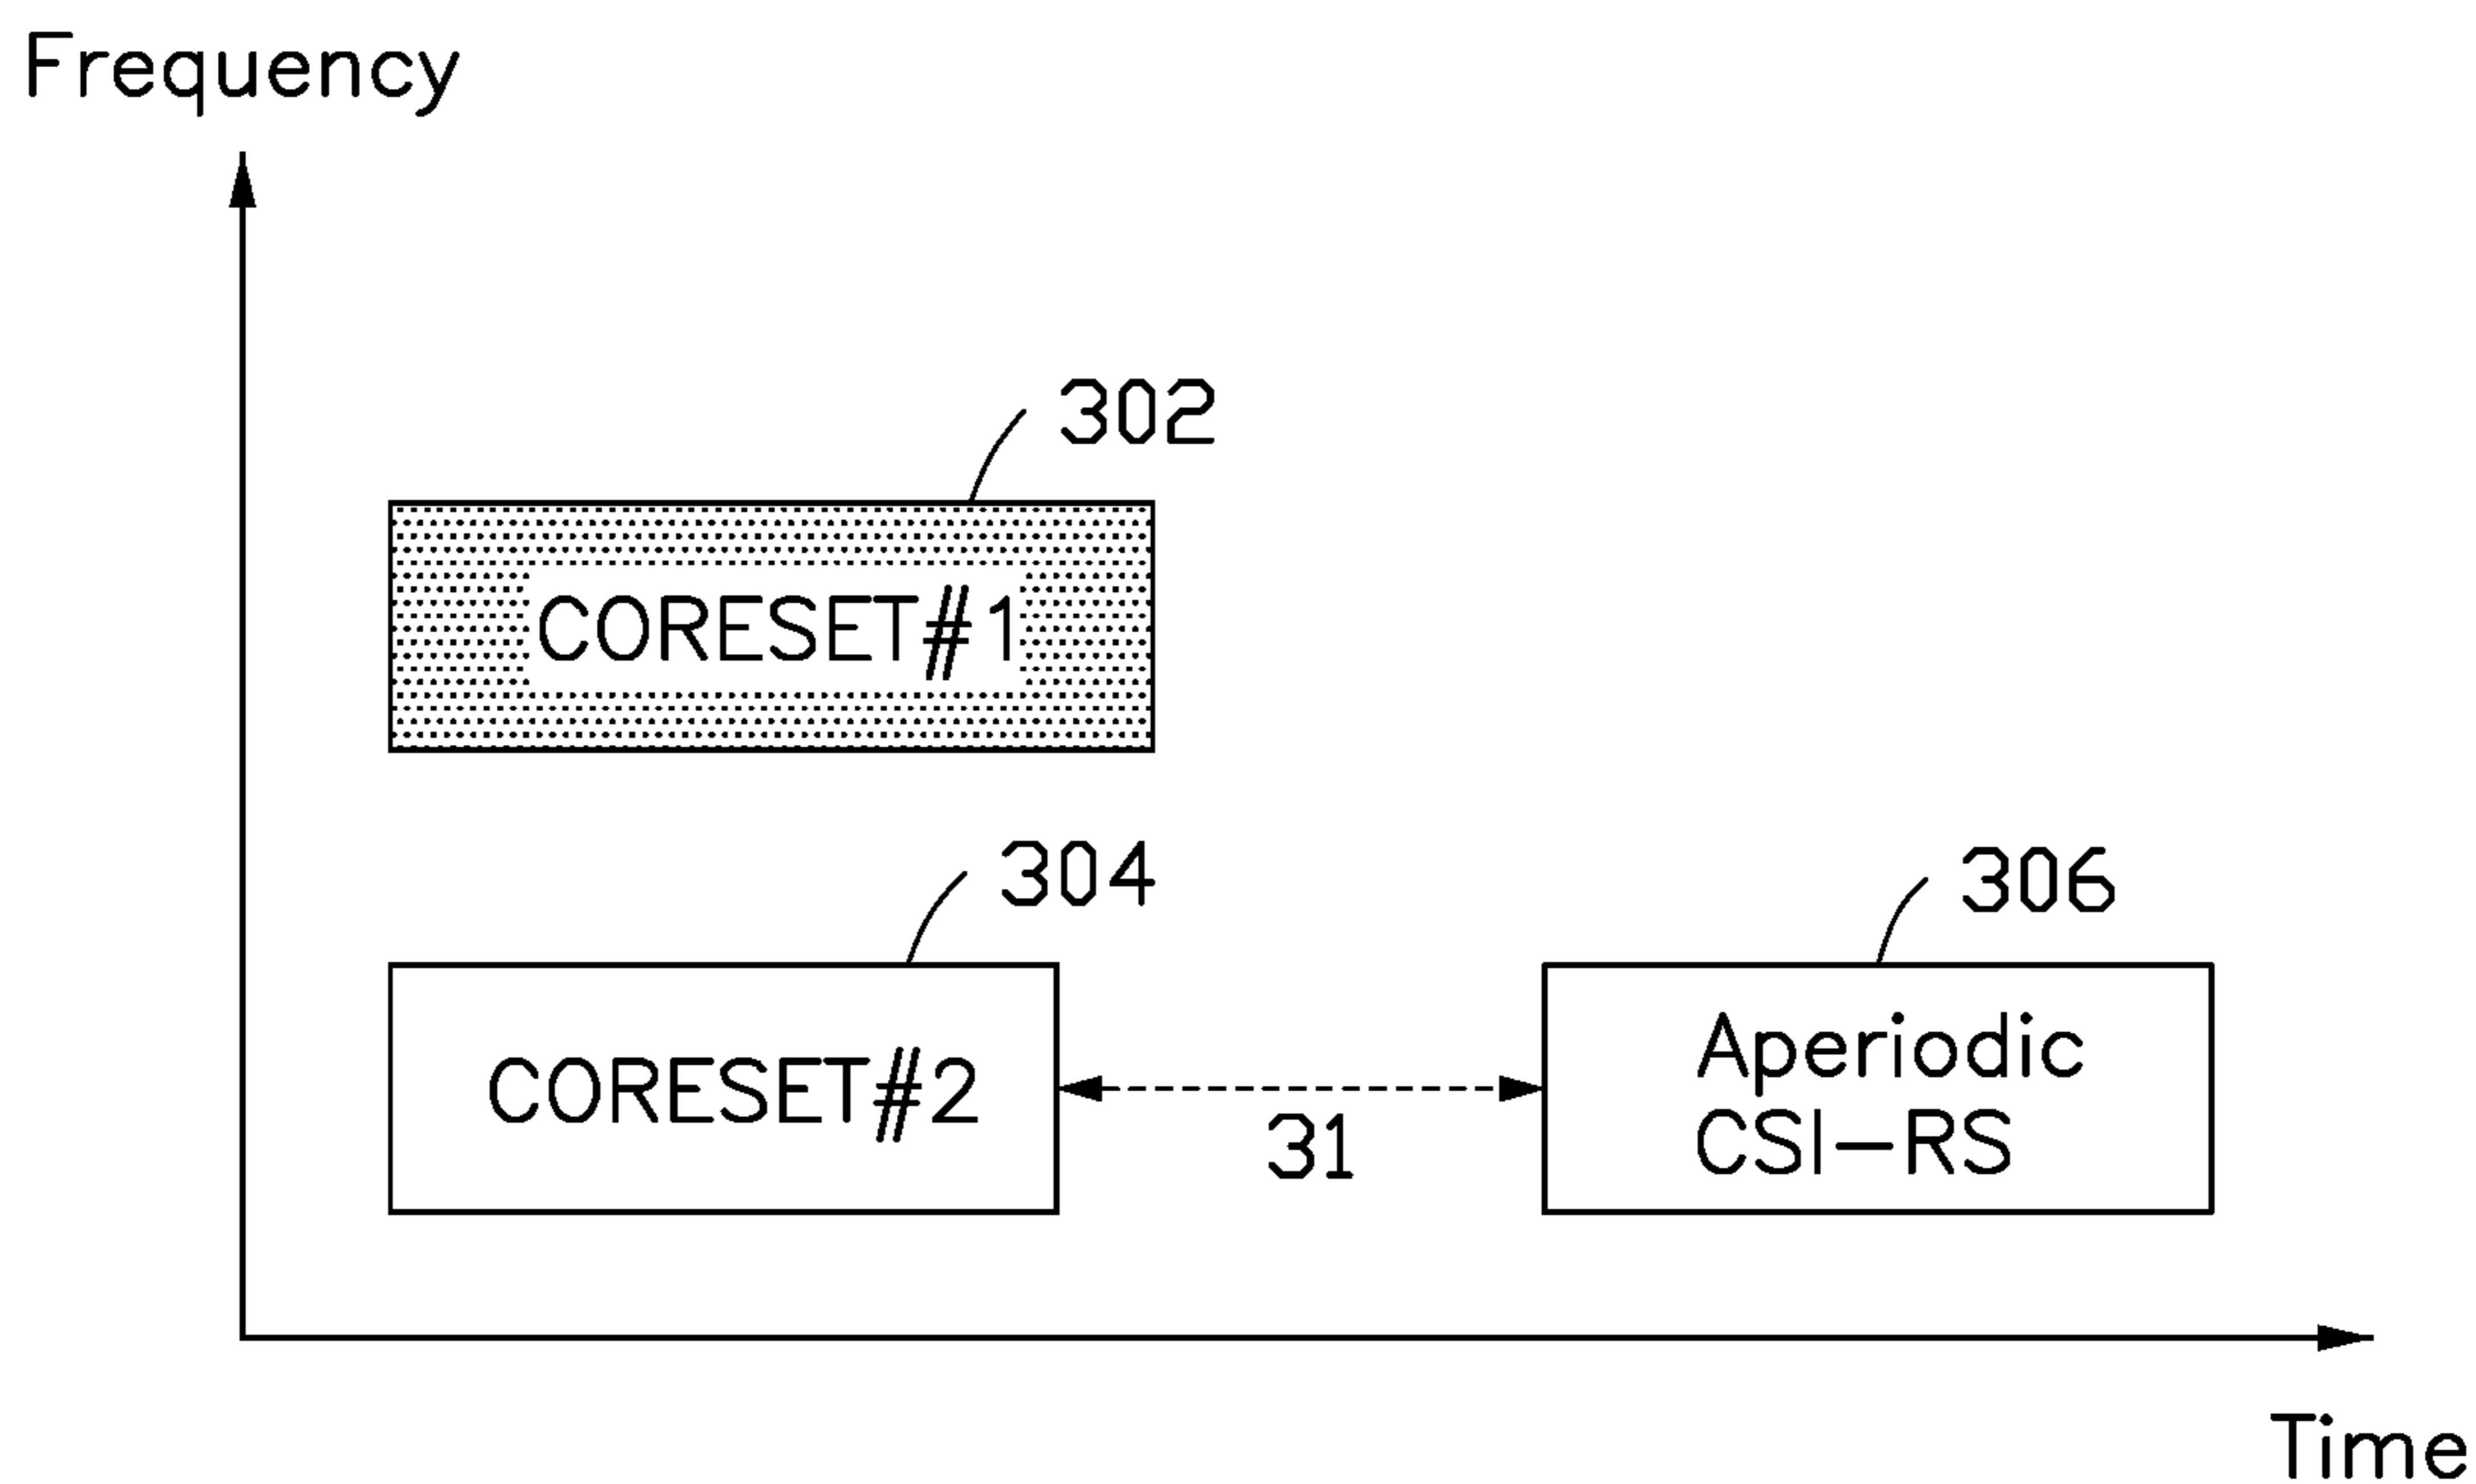 Frequency
302
CORESET#1
304
306
CORESET#2
Aperiodic
CSI-RS
31
Time